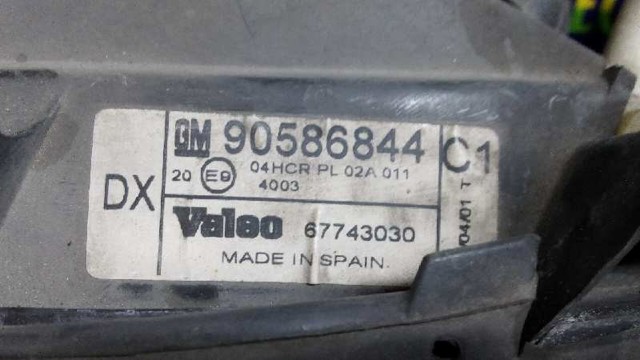 DX
GM 90586844 C1
20 E9 04HCR PL 02A 011
4003
Valeo 67743030
MADE IN SPAIN.
/04/01 T